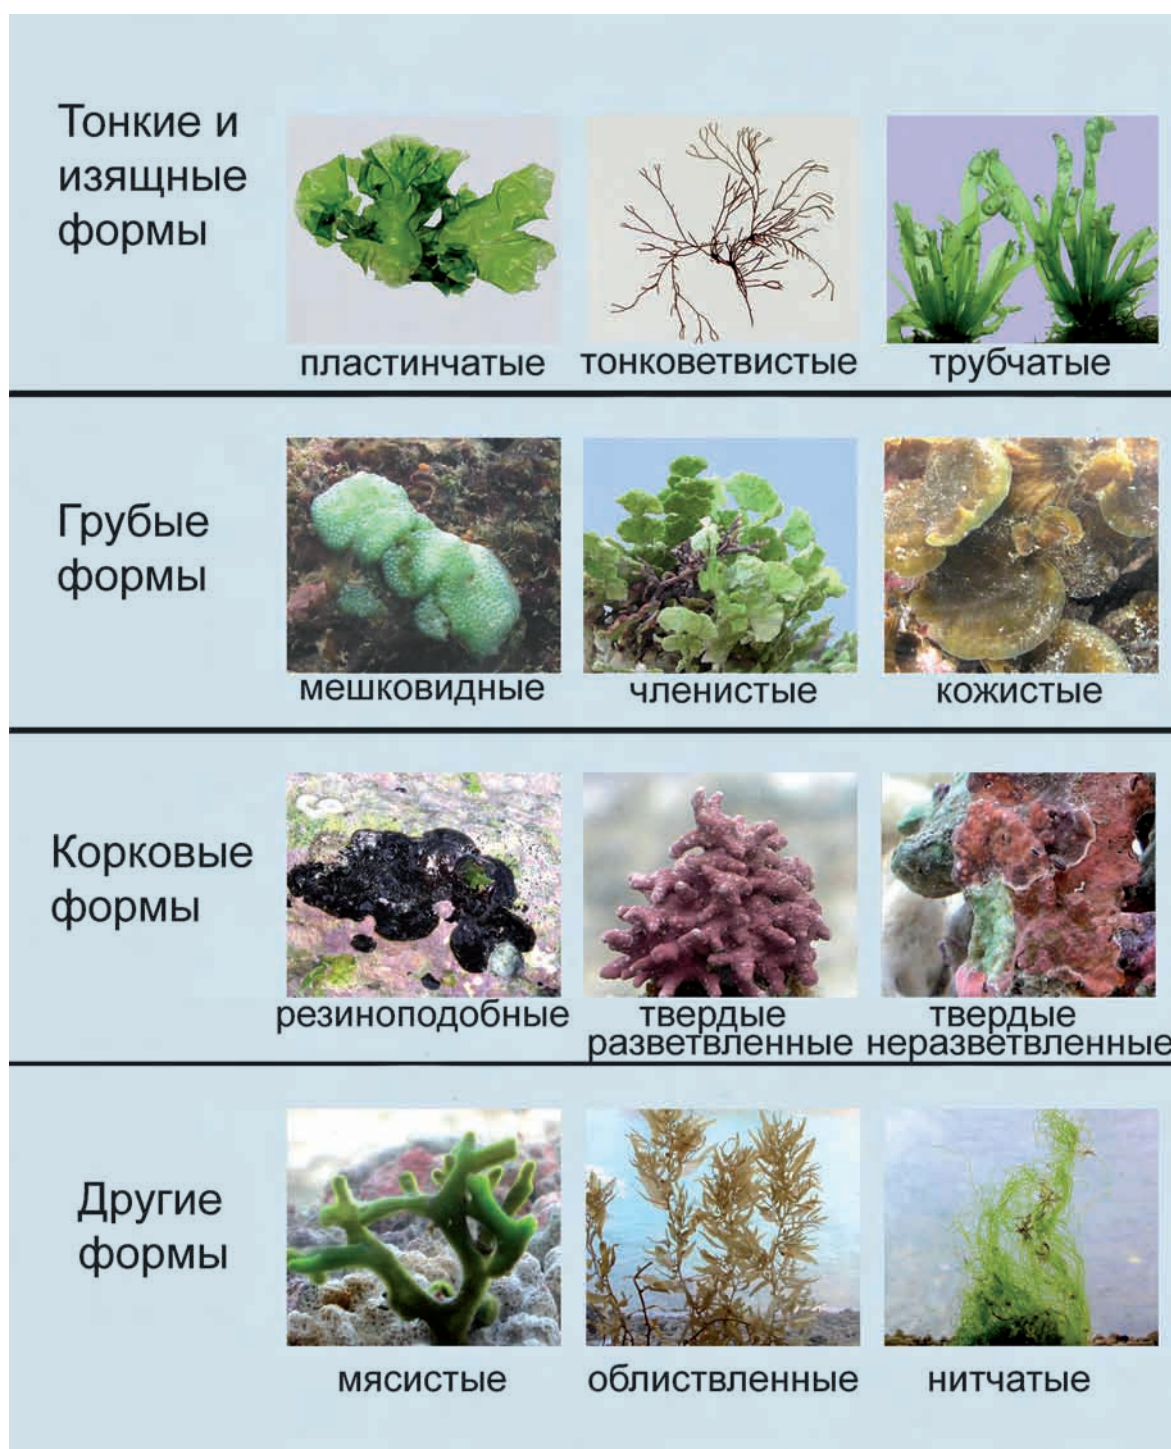 Тонкие и
изящные
формы
пластинчатые
тонковетвистые
трубчатые
Грубые
формы
мешковидные
членистые
кожистые
Корковые
формы
резиноподобные
твердые
разветвленные
твердые
неразветвленные
Другие
формы
мясистые
облиствленные
нитчатые